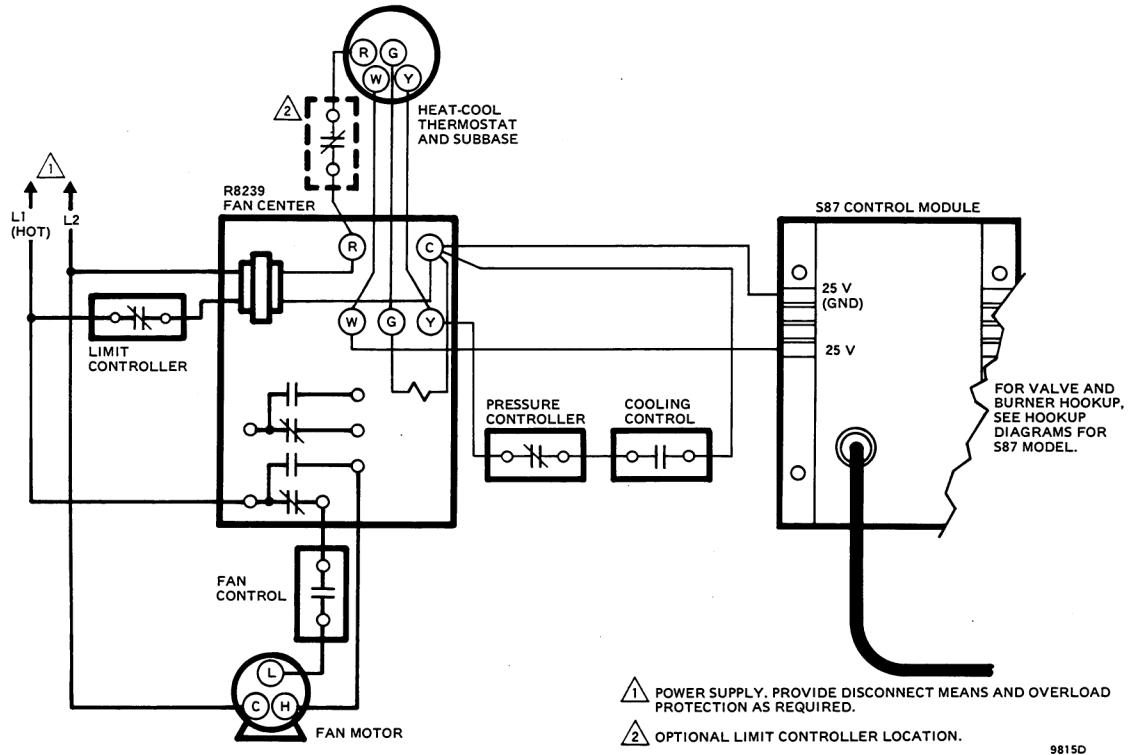 R
G
W
Y
2
HEAT-COOL
THERMOSTAT
AND SUBBASE
1
L1
(HOT)
L2
R8239
FAN CENTER
S87 CONTROL MODULE
R
C
25 V
(GND)
W
G
Y
25 V
LIMIT
CONTROLLER
PRESSURE
CONTROLLER
COOLING
CONTROL
FOR VALVE AND
BURNER HOOKUP,
SEE HOOKUP
DIAGRAMS FOR
S87 MODEL.
FAN
CONTROL
L
C
H
FAN MOTOR
1 POWER SUPPLY. PROVIDE DISCONNECT MEANS AND OVERLOAD
PROTECTION AS REQUIRED.
2 OPTIONAL LIMIT CONTROLLER LOCATION.
9815D